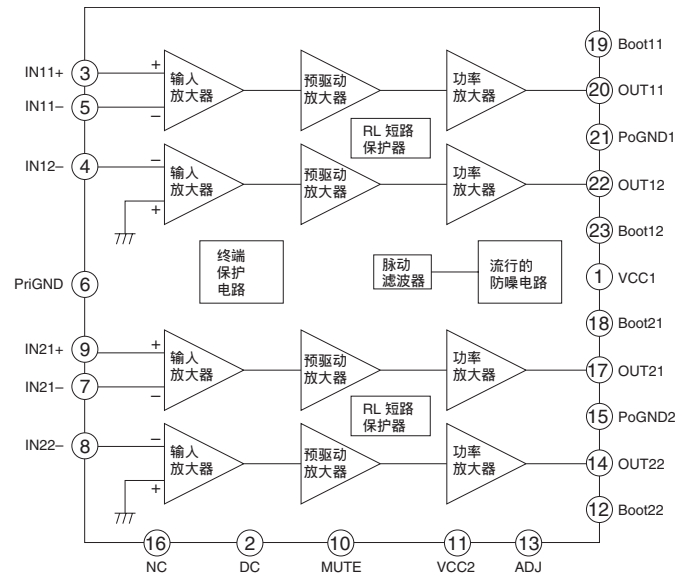 19 Boot11
IN11+ 3 + 输入放大器 预驱动放大器 功率放大器 20 OUT11
IN11– 5 –
RL 短路保护器 21 PoGND1
IN12– 4 – 输入放大器 预驱动放大器 功率放大器 22 OUT12
+
23 Boot12
终端保护电路 脉动滤波器 流行的防噪电路
PriGND 6
1 VCC1
18 Boot21
IN21+ 9 + 输入放大器 预驱动放大器 功率放大器 17 OUT21
IN21– 7 –
RL 短路保护器 15 PoGND2
IN22– 8 – 输入放大器 预驱动放大器 功率放大器 14 OUT22
+
12 Boot22
16 2 10 11 13
NC DC MUTE VCC2 ADJ